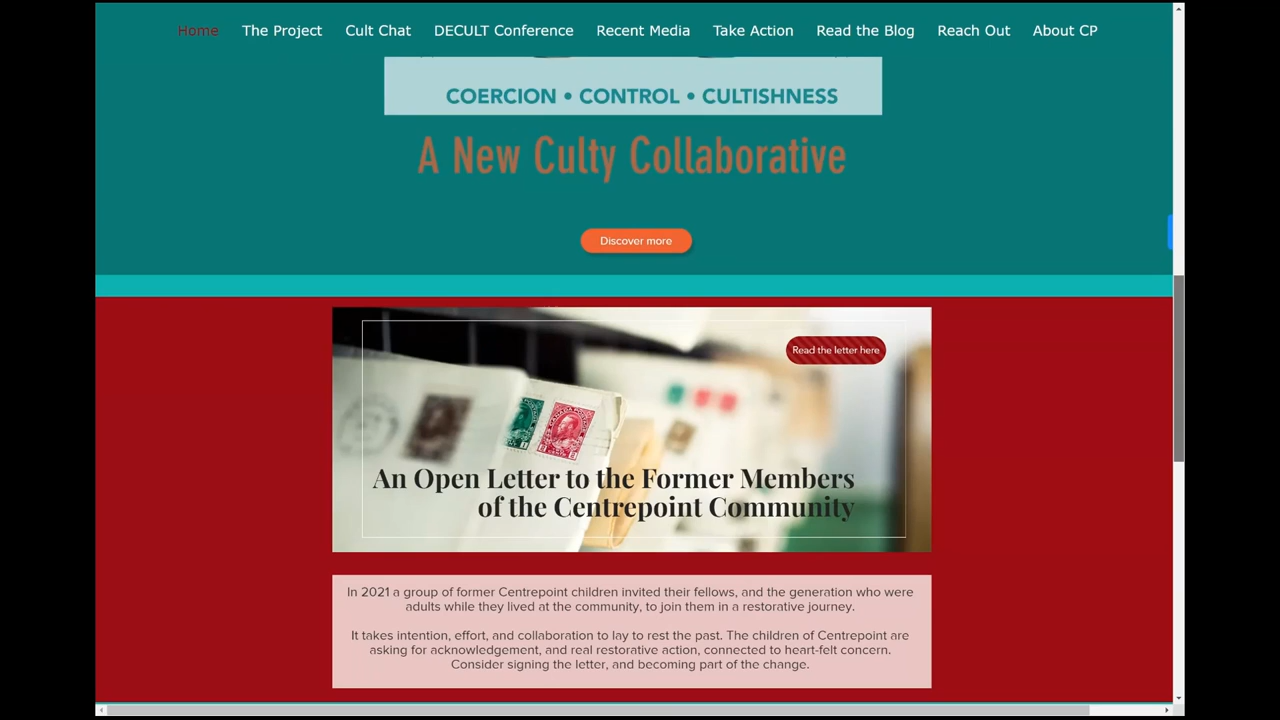 Home The Project Cult Chat DECULT Conference Recent Media Take Action Read the Blog Reach Out About CP
COERCION • CONTROL • CULTISHNESS
A New Culty Collaborative
Discover more
Read the letter here
An Open Letter to the Former Members
of the Centrepoint Community
In 2021 a group of former Centrepoint children invited their fellows, and the generation who were
adults while they lived at the community, to join them in a restorative journey.
It takes intention, effort, and collaboration to lay to rest the past. The children of Centrepoint are
asking for acknowledgement, and real restorative action, connected to heart-felt concern.
Consider signing the letter, and becoming part of the change.